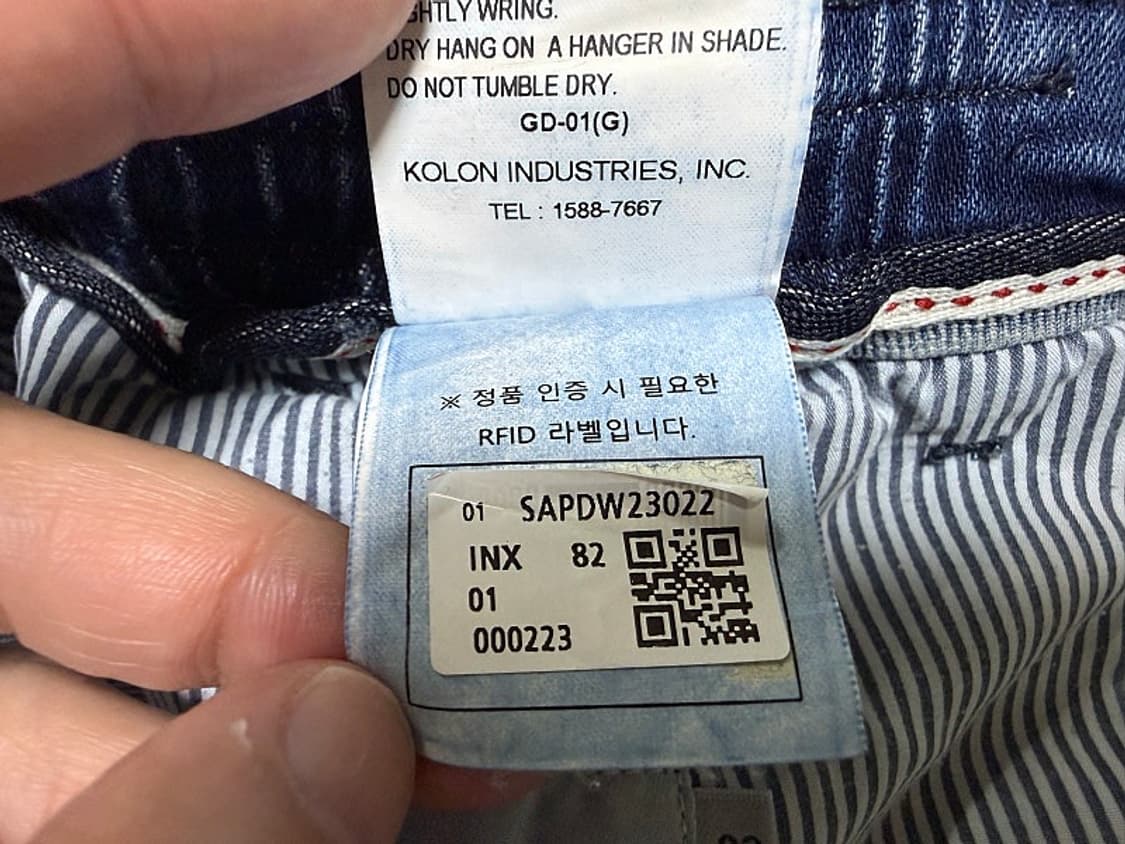 GHTLY WRING.
DRY HANG ON A HANGER IN SHADE.
DO NOT TUMBLE DRY.
GD-01(G)
KOLON INDUSTRIES, INC.
TEL : 1588-7667
※ 정품 인증 시 필요한
RFID 라벨입니다.
01 SAPDW23022
INX 82
01
000223